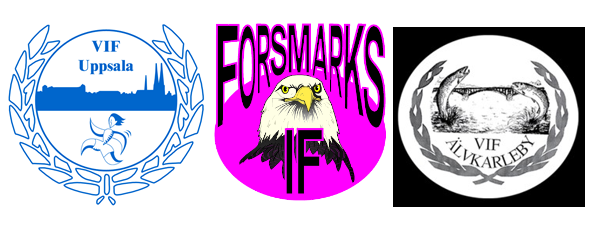 VIF
Uppsala
FORSMARKS
IF
VIF
ÄLVKARLEBY